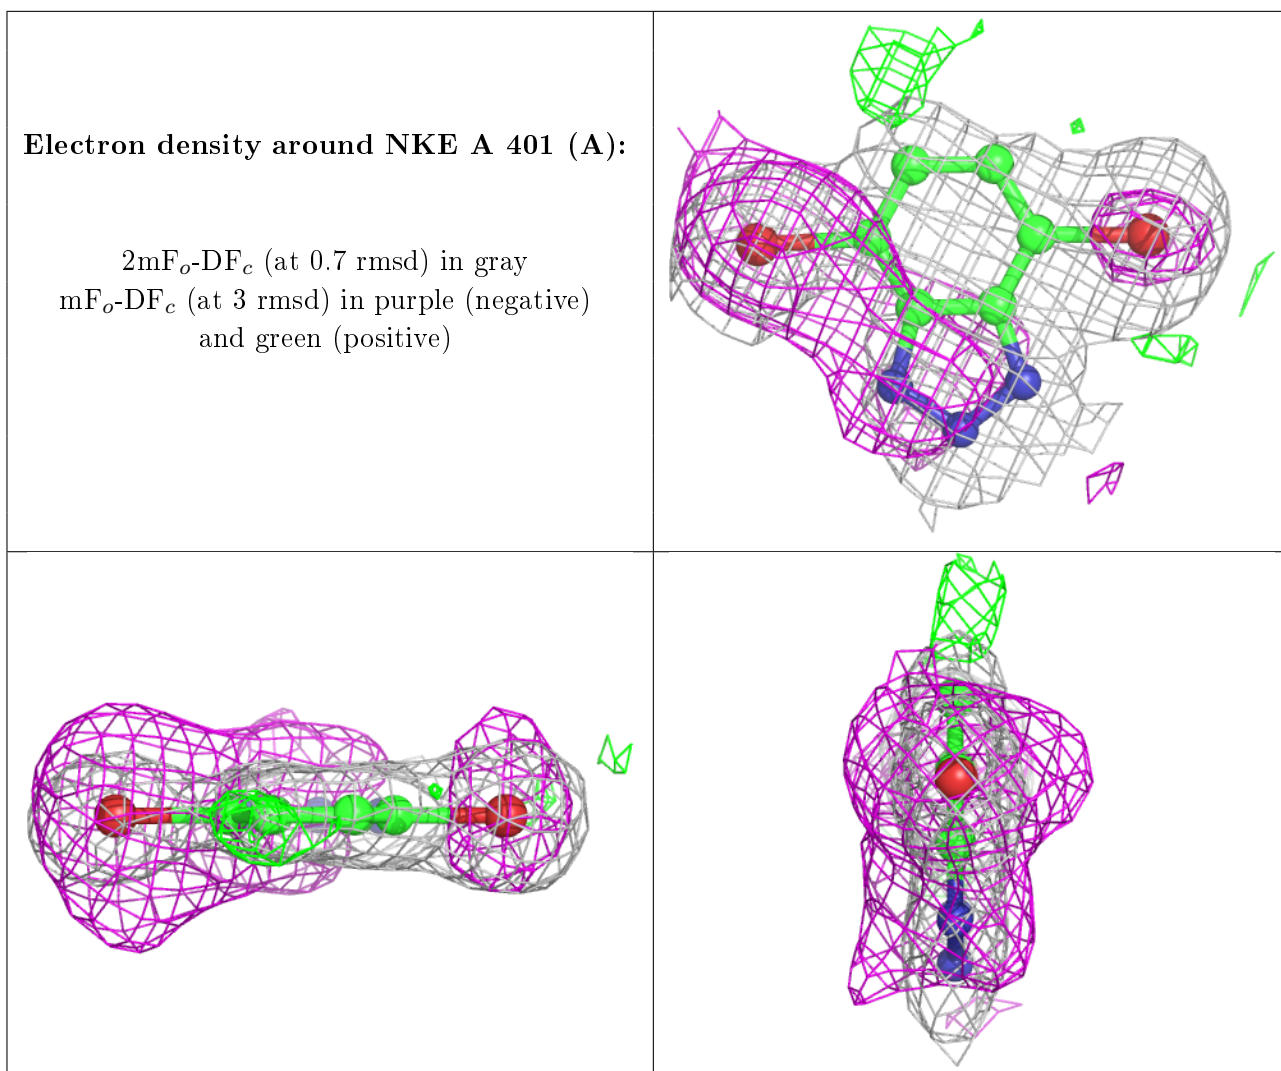 Electron density around NKE A 401 (A):
2mFₒ-DF𝒸 (at 0.7 rmsd) in gray
mFₒ-DF𝒸 (at 3 rmsd) in purple (negative)
and green (positive)